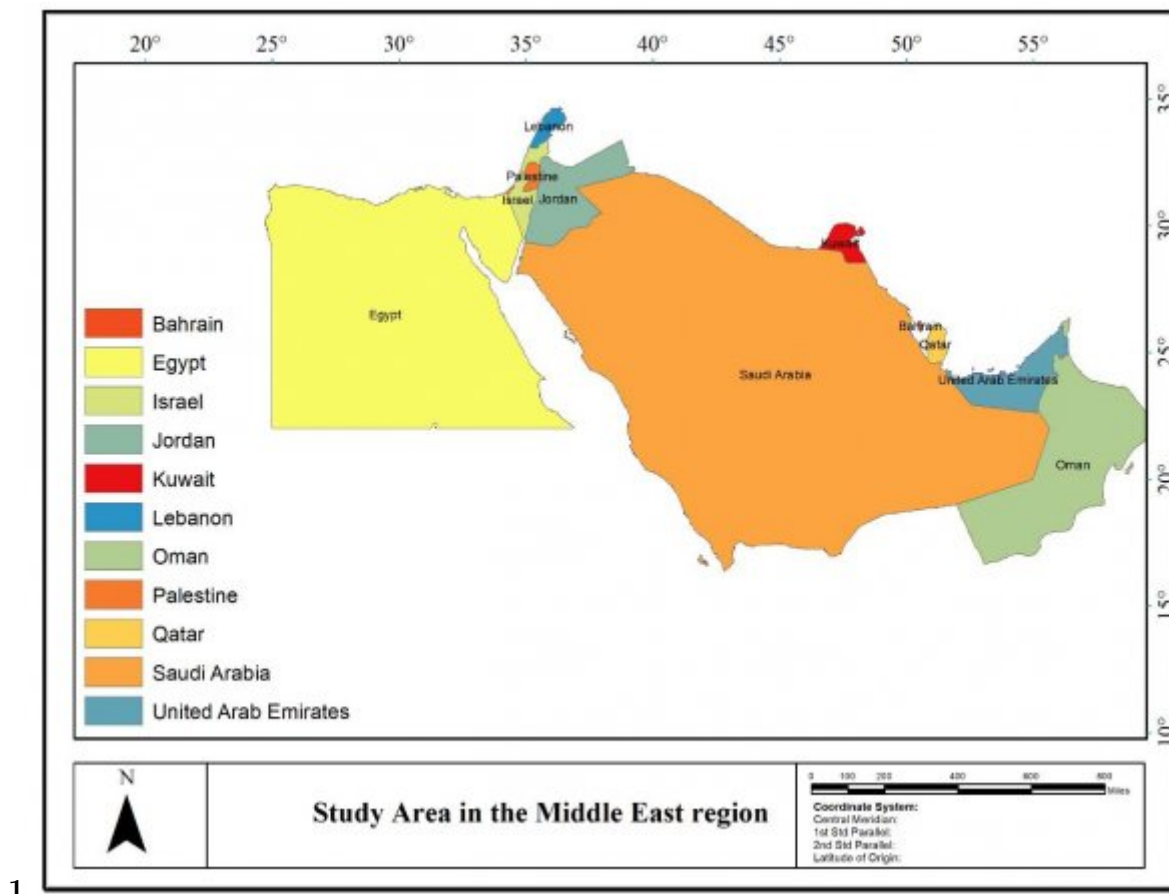 20° 25° 30° 35° 40° 45° 50° 55°
35°
30°
25°
20°
15°
10°
Lebanon
Palestine
Israel
Jordan
Kuwait
Egypt
Bahrain
Qatar
Saudi Arabia
United Arab Emirates
Oman
Bahrain
Egypt
Israel
Jordan
Kuwait
Lebanon
Oman
Palestine
Qatar
Saudi Arabia
United Arab Emirates
N
Study Area in the Middle East region
0 100 200 400 600 800
Miles
Coordinate System:
Central Meridian:
1st Std Parallel:
2nd Std Parallel:
Latitude of Origin:
1